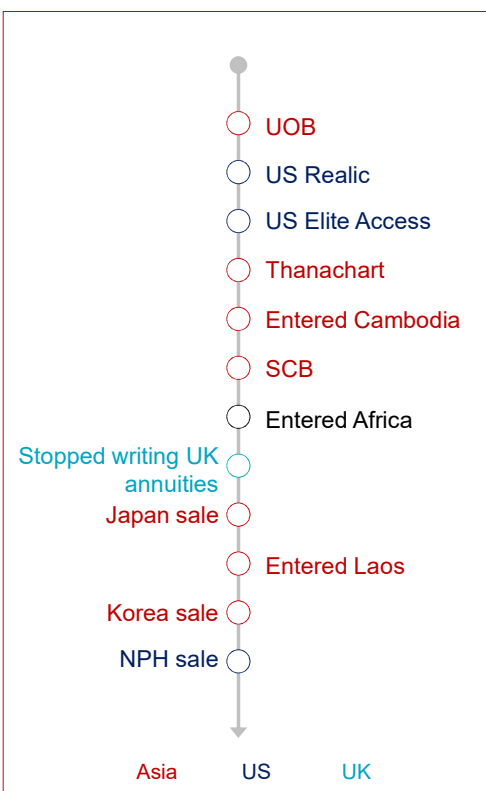 UOB
US Realic
US Elite Access
Thanachart
Entered Cambodia
SCB
Entered Africa
Stopped writing UK
annuities
Japan sale
Entered Laos
Korea sale
NPH sale
Asia US UK